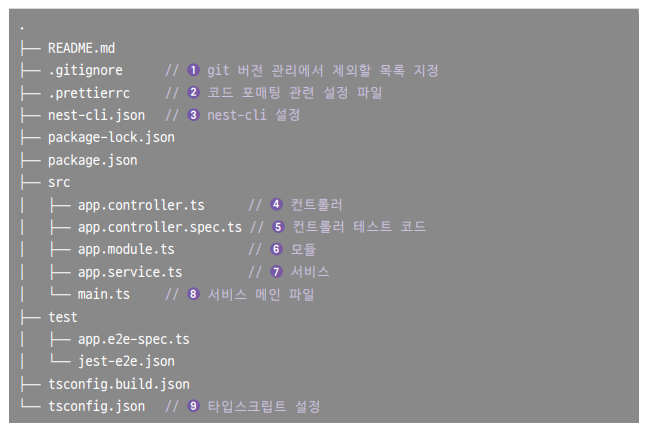 .
├── README.md
├── .gitignore // ❶ git 버전 관리에서 제외할 목록 지정
├── .prettierrc // ❷ 코드 포매팅 관련 설정 파일
├── nest-cli.json // ❸ nest-cli 설정
├── package-lock.json
├── package.json
├── src
│   ├── app.controller.ts // ❹ 컨트롤러
│   ├── app.controller.spec.ts // ❺ 컨트롤러 테스트 코드
│   ├── app.module.ts // ❻ 모듈
│   ├── app.service.ts // ❼ 서비스
│   └── main.ts // ❽ 서비스 메인 파일
├── test
│   ├── app.e2e-spec.ts
│   └── jest-e2e.json
├── tsconfig.build.json
└── tsconfig.json // ❾ 타입스크립트 설정